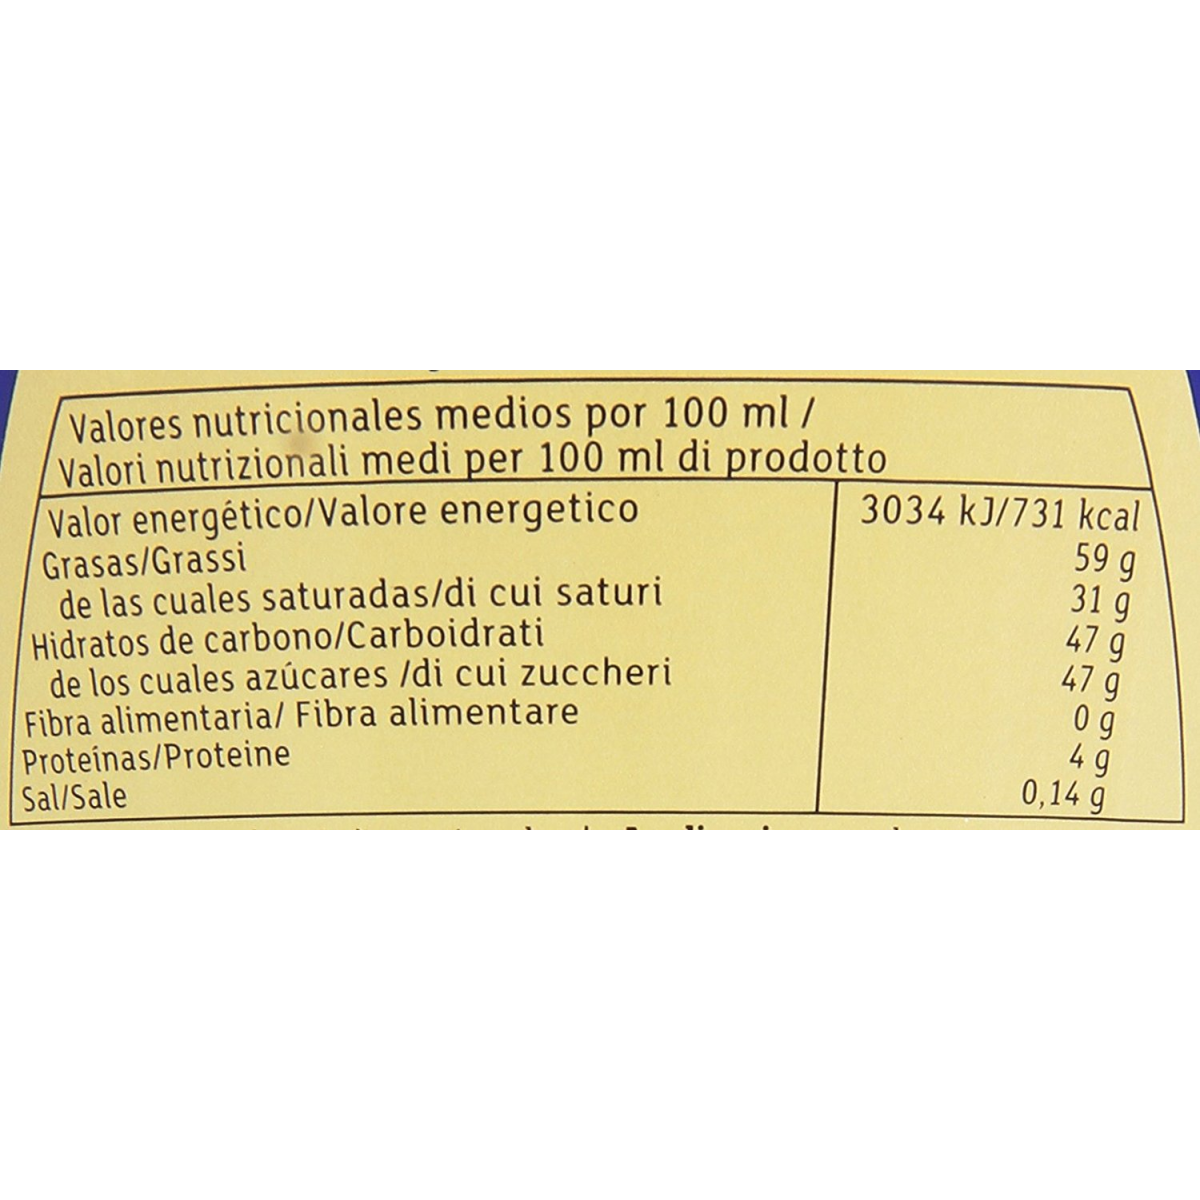 Valores nutricionales medios por 100 ml /
Valori nutrizionali medi per 100 ml di prodotto
Valor energético/Valore energetico 3034 kJ/731 kcal
Grasas/Grassi 59 g
de las cuales saturadas/di cui saturi 31 g
Hidratos de carbono/Carboidrati 47 g
de los cuales azúcares /di cui zuccheri 47 g
Fibra alimentaria/ Fibra alimentare 0 g
Proteínas/Proteine 4 g
Sal/Sale 0,14 g